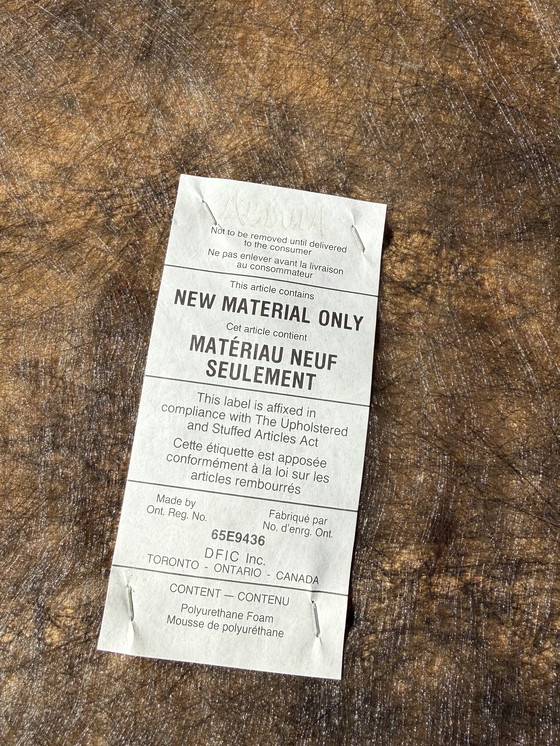 Not to be removed until delivered
to the consumer
Ne pas enlever avant la livraison
au consommateur
This article contains
NEW MATERIAL ONLY
Cet article contient
MATÉRIAU NEUF
SEULEMENT
This label is affixed in
compliance with The Upholstered
and Stuffed Articles Act
Cette étiquette est apposée
conformément à la loi sur les
articles rembourrés
Made by
Ont. Reg. No.
Fabriqué par
No. d'enrg. Ont.
65E9436
DFIC Inc.
TORONTO - ONTARIO - CANADA
CONTENT — CONTENU
Polyurethane Foam
Mousse de polyuréthane